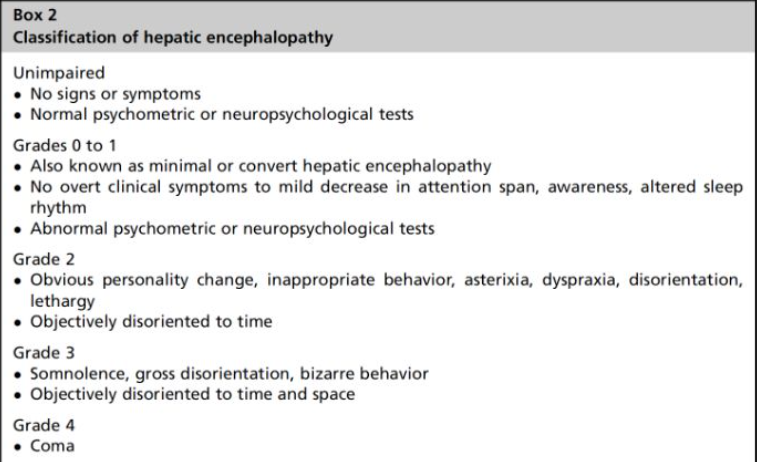 Box 2
Classification of hepatic encephalopathy
Unimpaired
• No signs or symptoms
• Normal psychometric or neuropsychological tests
Grades 0 to 1
• Also known as minimal or convert hepatic encephalopathy
• No overt clinical symptoms to mild decrease in attention span, awareness, altered sleep
rhythm
• Abnormal psychometric or neuropsychological tests
Grade 2
• Obvious personality change, inappropriate behavior, asterixia, dyspraxia, disorientation,
lethargy
• Objectively disoriented to time
Grade 3
• Somnolence, gross disorientation, bizarre behavior
• Objectively disoriented to time and space
Grade 4
• Coma